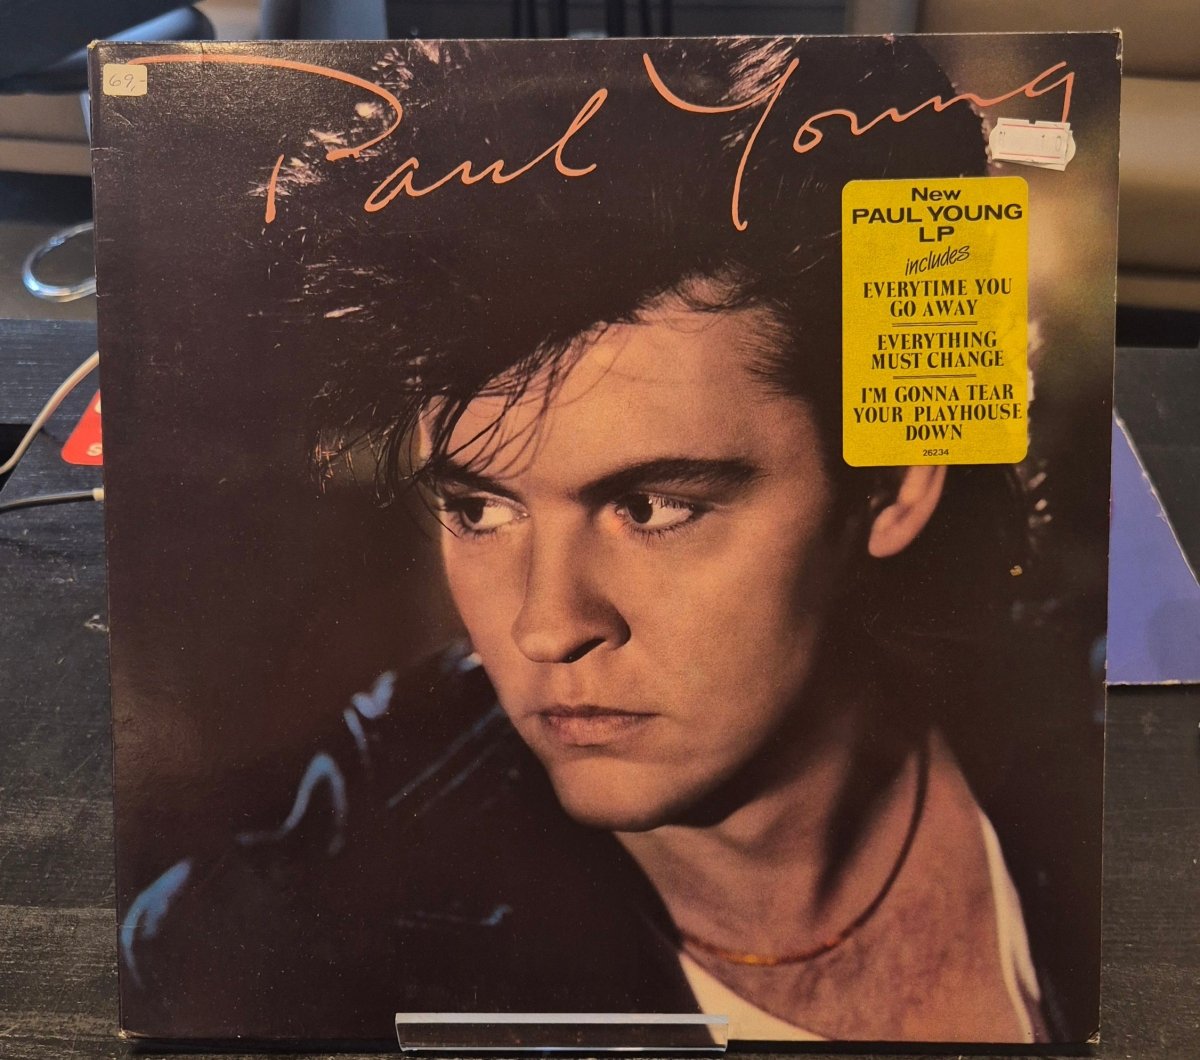 69,-
Paul Young
New
PAUL YOUNG
LP
includes
EVERYTIME YOU
GO AWAY
EVERYTHING
MUST CHANGE
I'M GONNA TEAR
YOUR PLAYHOUSE
DOWN
26234